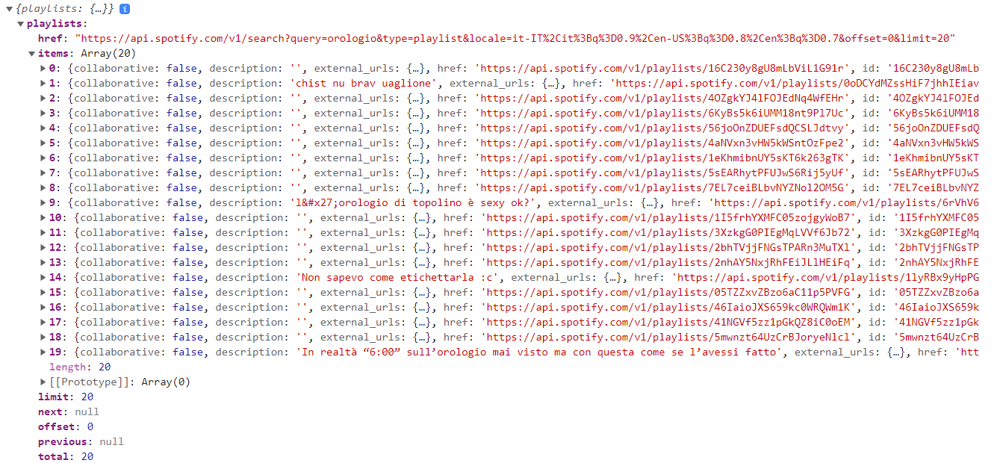 {playlists: {…}} i
playlists:
href: "https://api.spotify.com/v1/search?query=orologio&type=playlist&locale=it-IT%2Cit%3Bq%3D0.9%2Cen-US%3Bq%3D0.8%2Cen%3Bq%3D0.7&offset=0&limit=20"
items: Array(20)
0: {collaborative: false, description: '', external_urls: {…}, href: 'https://api.spotify.com/v1/playlists/16C230y8gU8mLbViL1G91r', id: '16C230y8gU8mLb
1: {collaborative: false, description: 'chist nu brav uaglione', external_urls: {…}, href: 'https://api.spotify.com/v1/playlists/0oDCYdMZssHiF7jhhIEiav
2: {collaborative: false, description: '', external_urls: {…}, href: 'https://api.spotify.com/v1/playlists/4OZgkYJ4lFOJEdNq4WfEHr', id: '4OZgkYJ4lFOJEd
3: {collaborative: false, description: '', external_urls: {…}, href: 'https://api.spotify.com/v1/playlists/6KyBs5k6iUMM18nt9Pl7Uc', id: '6KyBs5k6iUMM18
4: {collaborative: false, description: '', external_urls: {…}, href: 'https://api.spotify.com/v1/playlists/56joOnZDUEFsdQCSLJdtvy', id: '56joOnZDUEFsdQ
5: {collaborative: false, description: '', external_urls: {…}, href: 'https://api.spotify.com/v1/playlists/4aNVxn3vHW5kWSntOzFpe2', id: '4aNVxn3vHW5kWS
6: {collaborative: false, description: '', external_urls: {…}, href: 'https://api.spotify.com/v1/playlists/1eKhmibnUY5sKT6k263gTK', id: '1eKhmibnUY5sKT
7: {collaborative: false, description: '', external_urls: {…}, href: 'https://api.spotify.com/v1/playlists/5sEARhytPFUJwS6Rij5yUf', id: '5sEARhytPFUJwS
8: {collaborative: false, description: '', external_urls: {…}, href: 'https://api.spotify.com/v1/playlists/7EL7ceiBLbvNYZNol2OM5G', id: '7EL7ceiBLbvNYZ
9: {collaborative: false, description: 'l&#x27;orologio di topolino è sexy ok?', external_urls: {…}, href: 'https://api.spotify.com/v1/playlists/6rVhV6
10: {collaborative: false, description: '', external_urls: {…}, href: 'https://api.spotify.com/v1/playlists/1I5frhYXMFC05zojgyWoB7', id: '1I5frhYXMFC05
11: {collaborative: false, description: '', external_urls: {…}, href: 'https://api.spotify.com/v1/playlists/3XzkgG0PIEgMqLVVf6Jb72', id: '3XzkgG0PIEgMq
12: {collaborative: false, description: '', external_urls: {…}, href: 'https://api.spotify.com/v1/playlists/2bhTVjjFNGsTPARn3MuTXl', id: '2bhTVjjFNGsTP
13: {collaborative: false, description: '', external_urls: {…}, href: 'https://api.spotify.com/v1/playlists/2nhAY5NxjRhFEiJLlHEiFq', id: '2nhAY5NxjRhFE
14: {collaborative: false, description: 'Non sapevo come etichettarla :c', external_urls: {…}, href: 'https://api.spotify.com/v1/playlists/1lyRBx9yHpPG
15: {collaborative: false, description: '', external_urls: {…}, href: 'https://api.spotify.com/v1/playlists/05TZZxvZBzo6aC11p5PVFG', id: '05TZZxvZBzo6a
16: {collaborative: false, description: '', external_urls: {…}, href: 'https://api.spotify.com/v1/playlists/46IaioJXS659kc0WRQWm1K', id: '46IaioJXS659k
17: {collaborative: false, description: '', external_urls: {…}, href: 'https://api.spotify.com/v1/playlists/41NGVf5zz1pGkQZ8iC0oEM', id: '41NGVf5zz1pGk
18: {collaborative: false, description: '', external_urls: {…}, href: 'https://api.spotify.com/v1/playlists/5mwnzt64UzCrBJoryeNlcl', id: '5mwnzt64UzCrB
19: {collaborative: false, description: 'In realtà “6:00” sull’orologio mai visto ma con questa come se l’avessi fatto', external_urls: {…}, href: 'htt
length: 20
[[Prototype]]: Array(0)
limit: 20
next: null
offset: 0
previous: null
total: 20